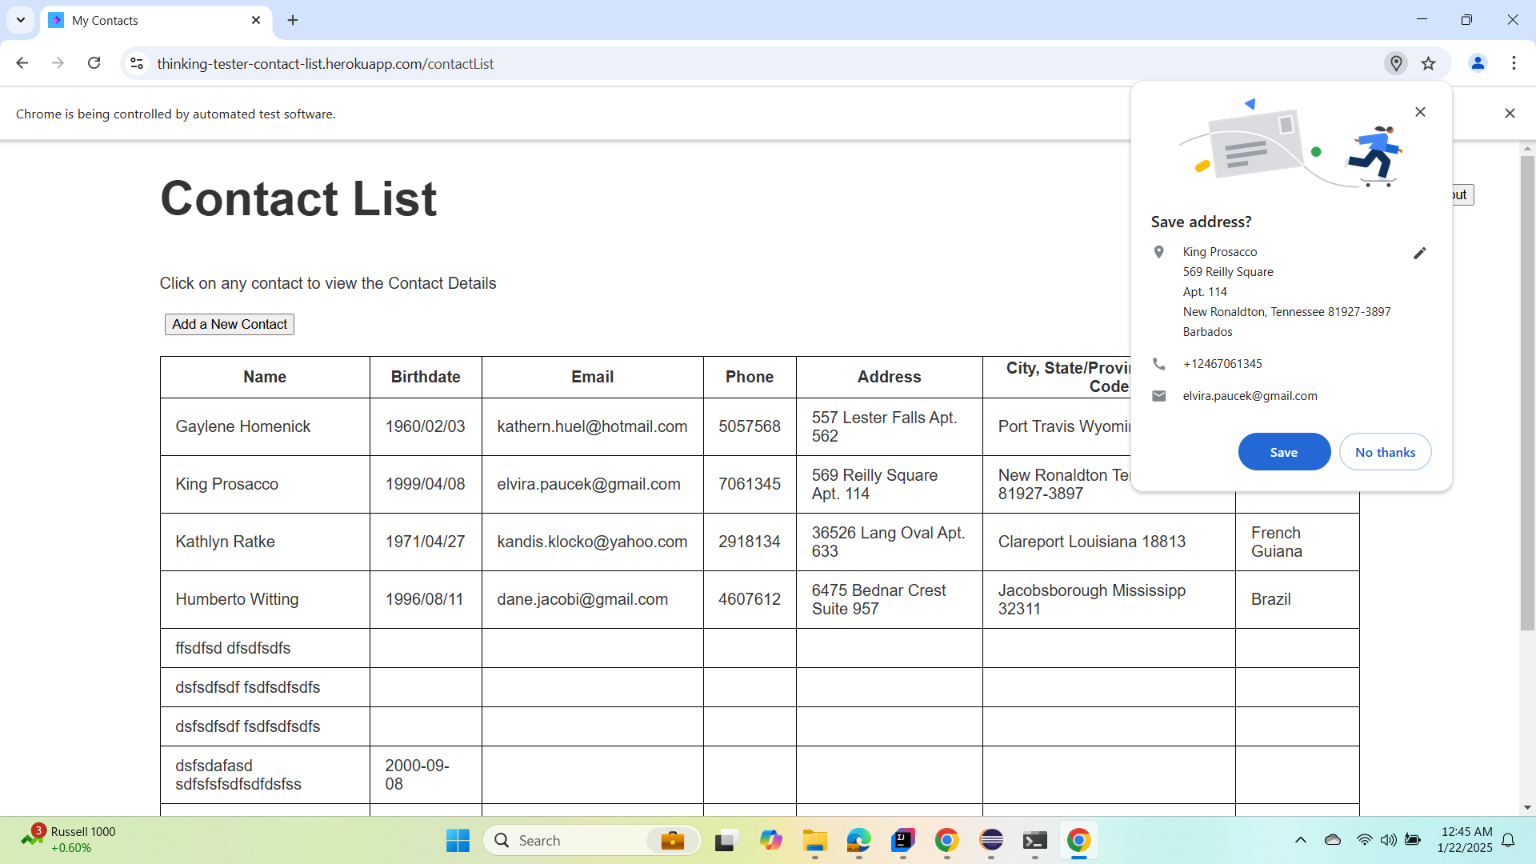 My Contacts
thinking-tester-contact-list.herokuapp.com/contactList
Chrome is being controlled by automated test software.
Contact List
out
Click on any contact to view the Contact Details
Add a New Contact
Save address?
King Prosacco
569 Reilly Square
Apt. 114
New Ronaldton, Tennessee 81927-3897
Barbados
+12467061345
elvira.paucek@gmail.com
Save No thanks
Name Birthdate Email Phone Address City, State/Provi
Code
Gaylene Homenick 1960/02/03 kathern.huel@hotmail.com 5057568 557 Lester Falls Apt. 562 Port Travis Wyomi
King Prosacco 1999/04/08 elvira.paucek@gmail.com 7061345 569 Reilly Square Apt. 114 New Ronaldton Te 81927-3897
Kathlyn Ratke 1971/04/27 kandis.klocko@yahoo.com 2918134 36526 Lang Oval Apt. 633 Clareport Louisiana 18813 French Guiana
Humberto Witting 1996/08/11 dane.jacobi@gmail.com 4607612 6475 Bednar Crest Suite 957 Jacobsborough Mississipp 32311 Brazil
ffsdfsd dfsdfsdfs
dsfsdfsdf fsdfsdfsdfs
dsfsdfsdf fsdfsdfsdfs
dsfsdafasd sdfsfsfsdfsdfdsfss 2000-09-08
3
Russell 1000
+0.60%
Search
12:45 AM
1/22/2025